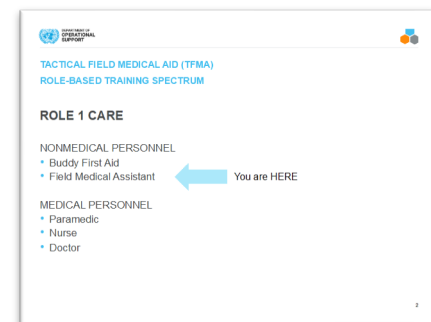 DEPARTMENT OF
OPERATIONAL
SUPPORT
TACTICAL FIELD MEDICAL AID (TFMA)
ROLE-BASED TRAINING SPECTRUM
ROLE 1 CARE
NONMEDICAL PERSONNEL
• Buddy First Aid
• Field Medical Assistant You are HERE
MEDICAL PERSONNEL
• Paramedic
• Nurse
• Doctor
2